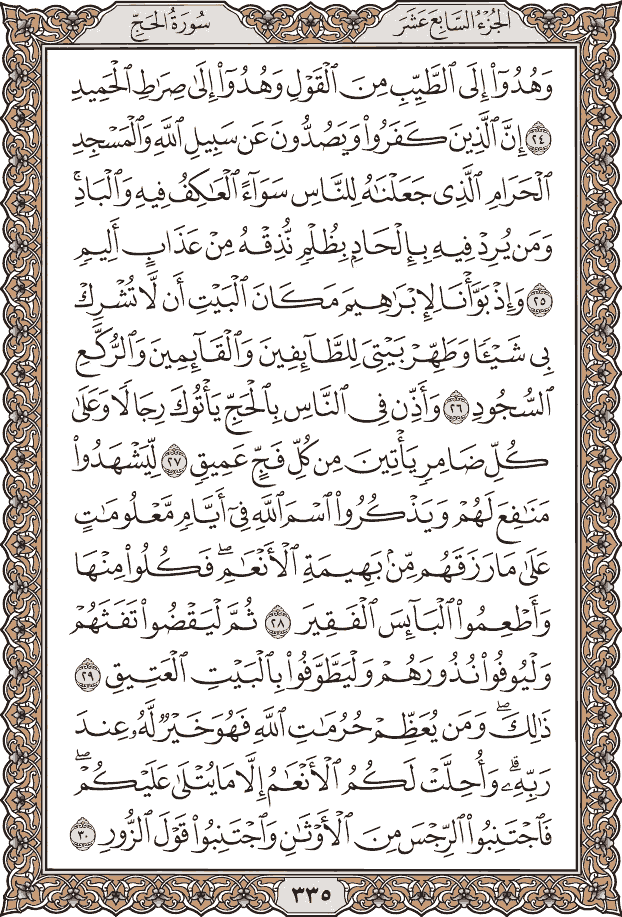 الجُزْءُ السَّابِعَ عَشَرَ
سُورَةُ الحَجّ
وَهُدُوٓاْ إِلَى ٱلطَّيِّبِ مِنَ ٱلْقَوْلِ وَهُدُوٓاْ إِلَىٰ صِرَٰطِ ٱلْحَمِيدِ
٢٤ إِنَّ ٱلَّذِينَ كَفَرُواْ وَيَصُدُّونَ عَن سَبِيلِ ٱللَّهِ وَٱلْمَسْجِدِ
ٱلْحَرَامِ ٱلَّذِى جَعَلْنَٰهُ لِلنَّاسِ سَوَآءً ٱلْعَٰكِفُ فِيهِ وَٱلْبَادِۚ
وَمَن يُرِدْ فِيهِ بِإِلْحَادٍۭ بِظُلْمٍ نُّذِقْهُ مِنْ عَذَابٍ أَلِيمٍ
٢٥ وَإِذْ بَوَّأْنَا لِإِبْرَٰهِيمَ مَكَانَ ٱلْبَيْتِ أَن لَّا تُشْرِكْ
بِى شَيْـًٔا وَطَهِّرْ بَيْتِىَ لِلطَّآئِفِينَ وَٱلْقَآئِمِينَ وَٱلرُّكَّعِ
ٱلسُّجُودِ ٢٦ وَأَذِّن فِى ٱلنَّاسِ بِٱلْحَجِّ يَأْتُوكَ رِجَالًا وَعَلَىٰ
كُلِّ ضَامِرٍ يَأْتِينَ مِن كُلِّ فَجٍّ عَمِيقٍ ٢٧ لِّيَشْهَدُواْ
مَنَٰفِعَ لَهُمْ وَيَذْكُرُواْ ٱسْمَ ٱللَّهِ فِىٓ أَيَّامٍ مَّعْلُومَٰتٍ
عَلَىٰ مَا رَزَقَهُم مِّنۢ بَهِيمَةِ ٱلْأَنْعَٰمِۖ فَكُلُواْ مِنْهَا
وَأَطْعِمُواْ ٱلْبَآئِسَ ٱلْفَقِيرَ ٢٨ ثُمَّ لْيَقْضُواْ تَفَثَهُمْ
وَلْيُوفُواْ نُذُورَهُمْ وَلْيَطَّوَّفُواْ بِٱلْبَيْتِ ٱلْعَتِيقِ ٢٩
ذَٰلِكَۖ وَمَن يُعَظِّمْ حُرُمَٰتِ ٱللَّهِ فَهُوَ خَيْرٌ لَّهُۥ عِندَ
رَبِّهِۦۗ وَأُحِلَّتْ لَكُمُ ٱلْأَنْعَٰمُ إِلَّا مَا يُتْلَىٰ عَلَيْكُمْۖ
فَٱجْتَنِبُواْ ٱلرِّجْسَ مِنَ ٱلْأَوْثَٰنِ وَٱجْتَنِبُواْ قَوْلَ ٱلزُّورِ ٣٠
٣٣٥